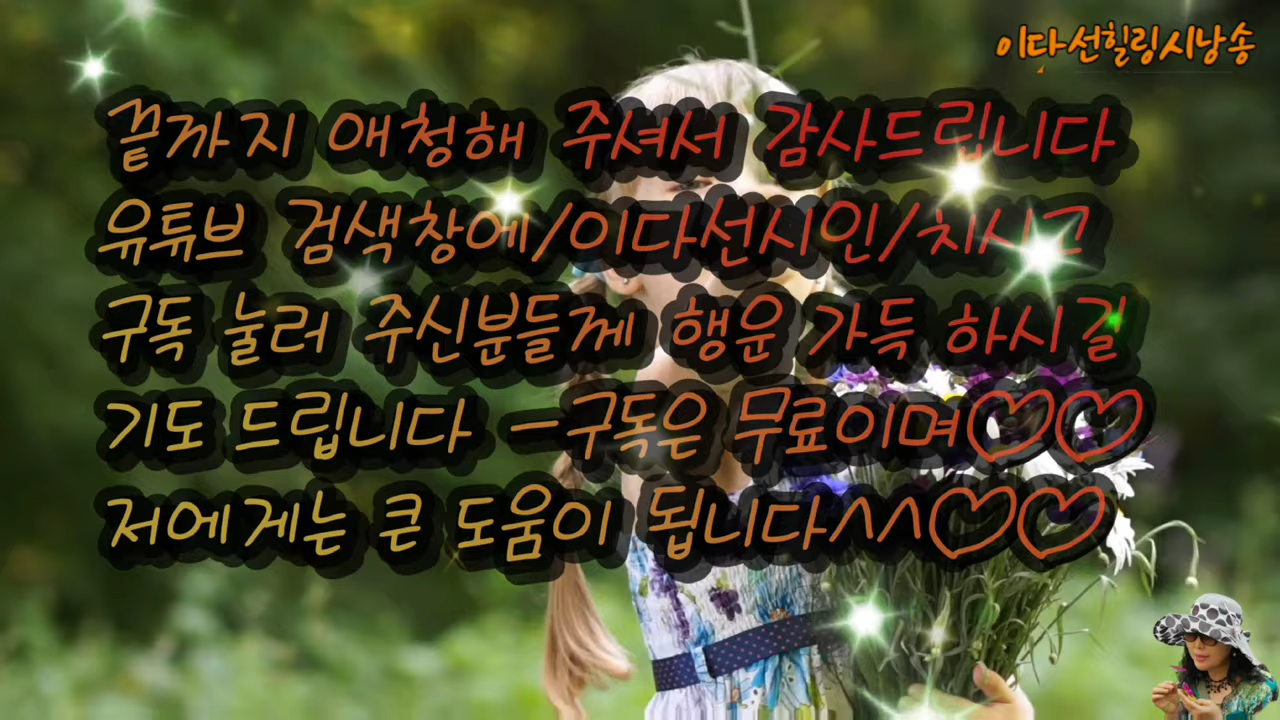 이다선힐링시낭송
끝까지 애청해 주셔서 감사드립니다
유튜브 검색창에/이다선시인/치시고
구독 눌러 주신분들께 행운 가득 하시길
기도 드립니다 -구독은 무료이며♡♡
저에게는 큰 도움이 됩니다^^♡♡